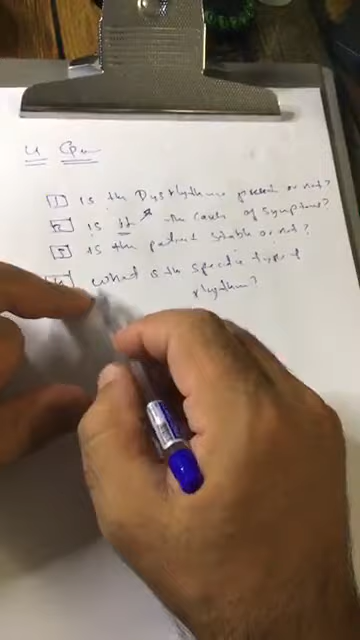 4 Qs
1 Is the Dysrhythmia present or not?
2 is it the cause of symptoms?
3 Is the patient stable or not?
4 What is the specific type of
rhythm?